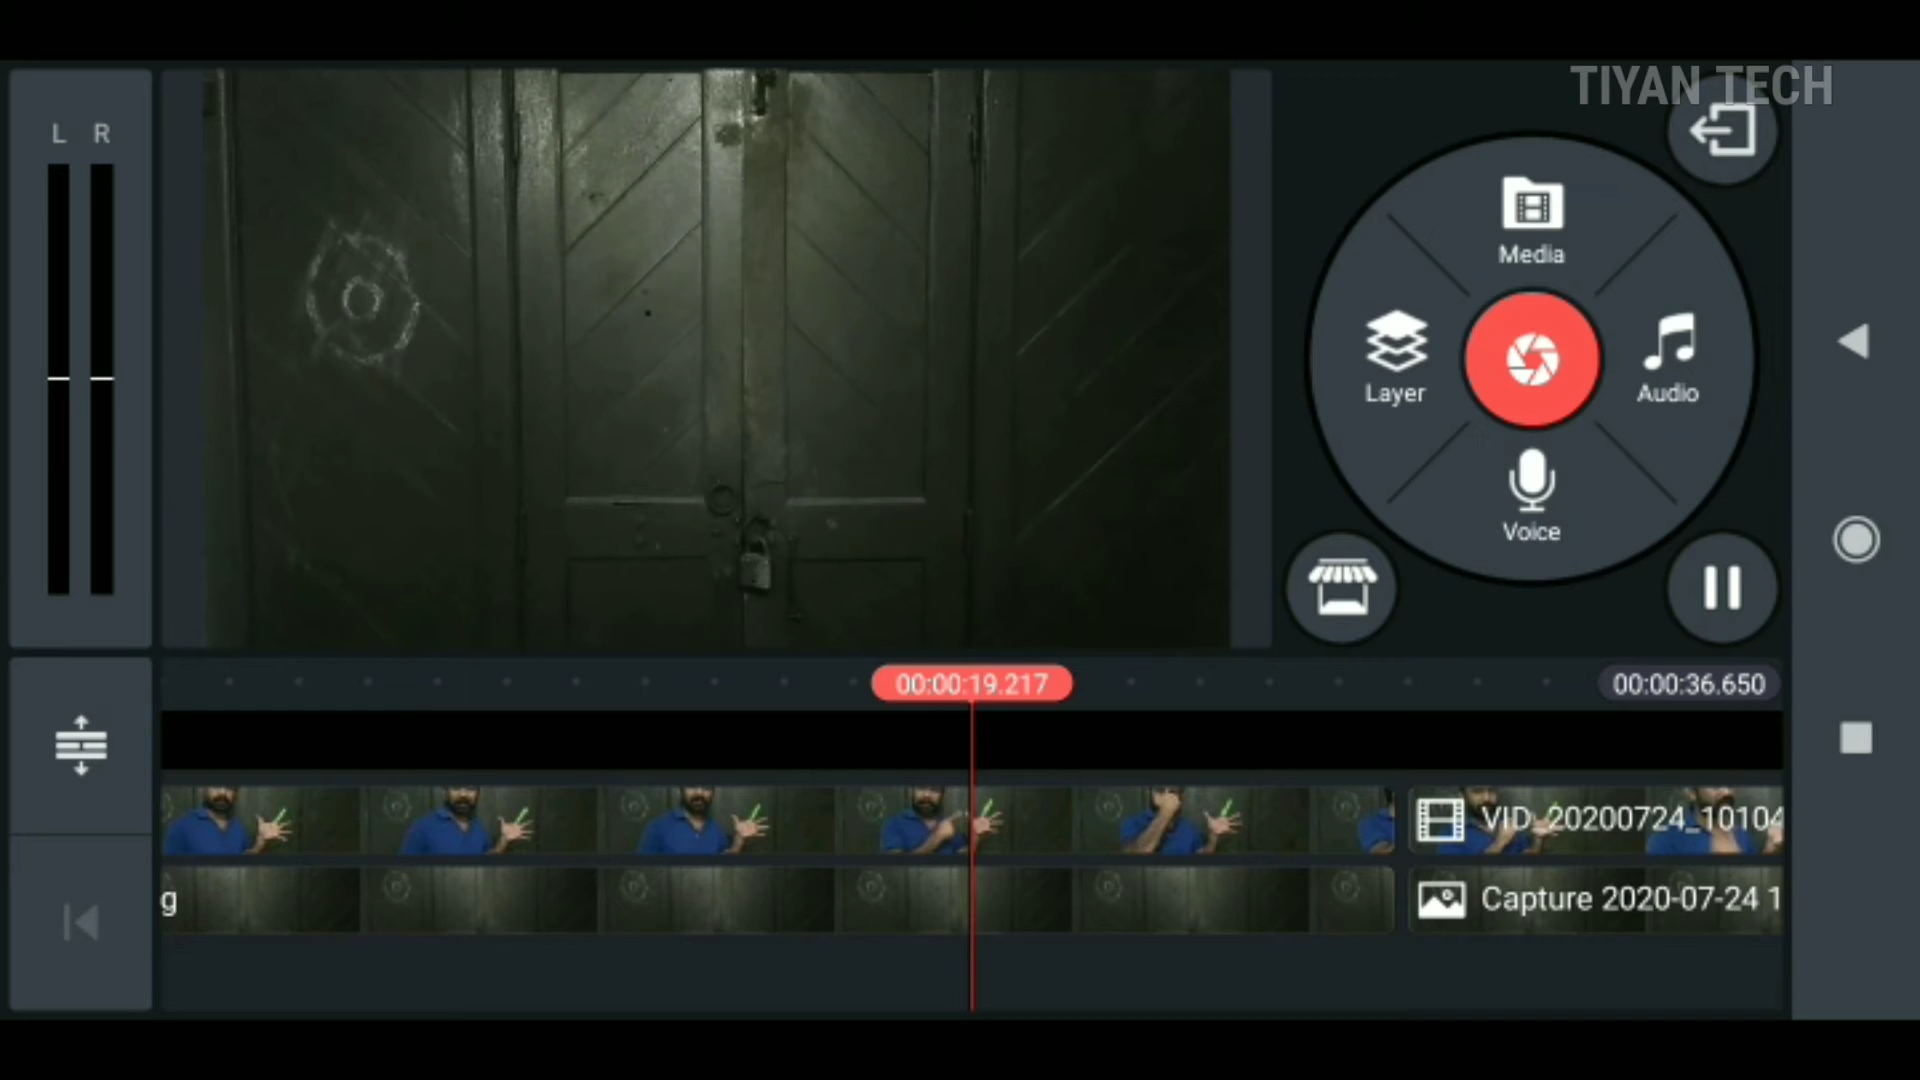 TIYAN TECH
L R
Media
Layer
Audio
Voice
00:00:19.217
00:00:36.650
VID_20200724_10104
g
Capture 2020-07-24 1